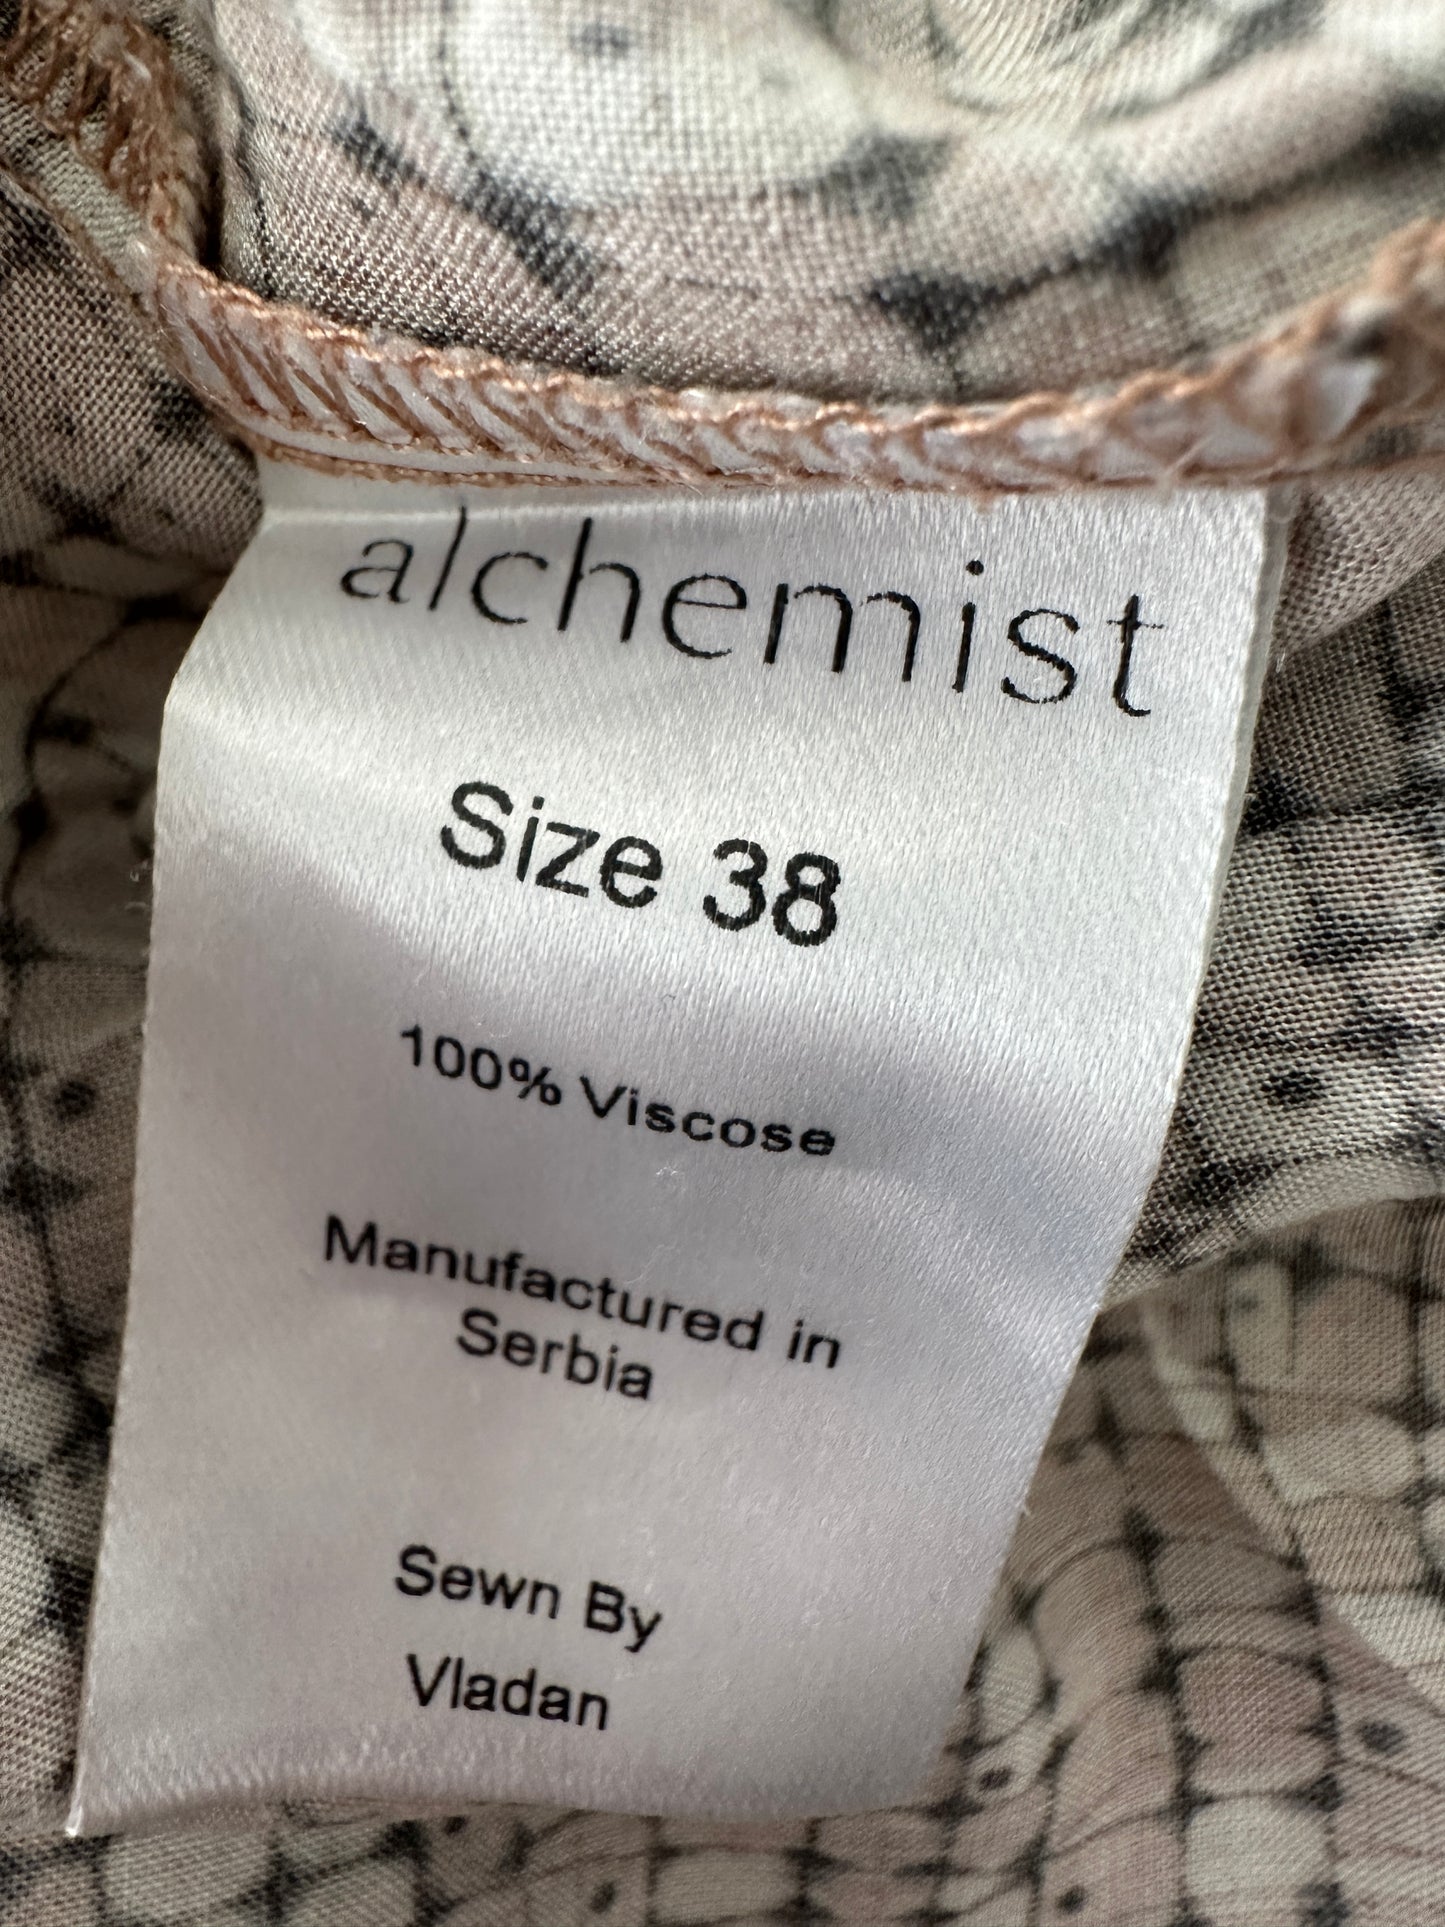 alchemist
Size 38
100% Viscose
Manufactured in
Serbia
Sewn By
Vladan